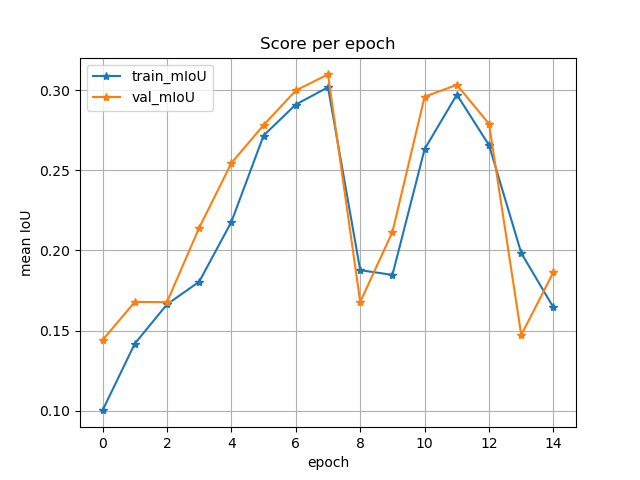 Score per epoch
train_mIoU
val_mIoU
mean IoU
0.30
0.25
0.20
0.15
0.10
0 2 4 6 8 10 12 14
epoch